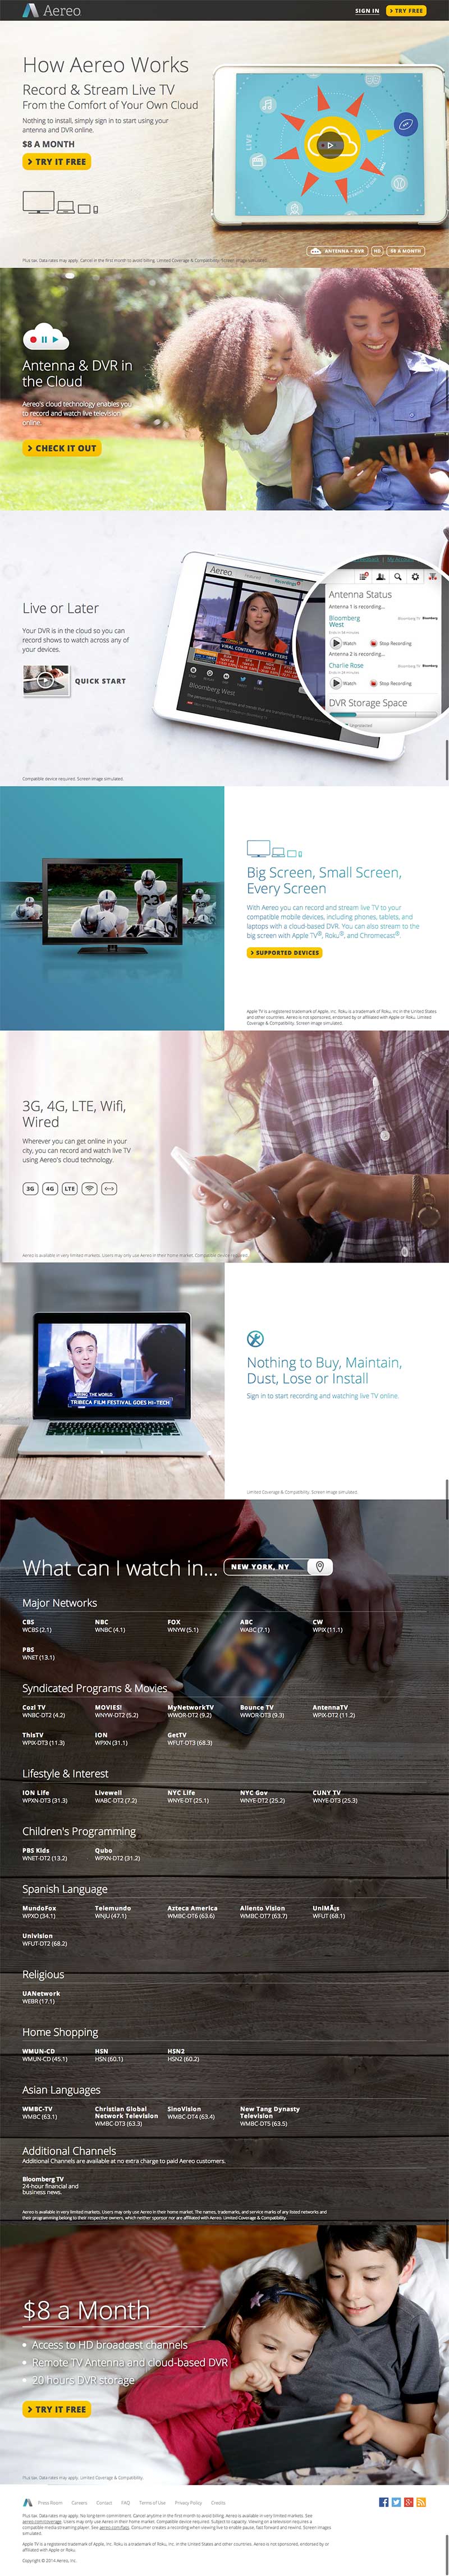 Aereo
SIGN IN
> TRY FREE
How Aereo Works
Record & Stream Live TV
From the Comfort of Your Own Cloud
Nothing to install, simply sign in to start using your
antenna and DVR online.
$8 A MONTH
> TRY IT FREE
LIVE
ANTENNA + DVR
HD
$8 A MONTH
Plus tax. Data rates may apply. Cancel in the first month to avoid billing. Limited Coverage & Compatibility. Screen image simulated.
Antenna & DVR in
the Cloud
Aereo's cloud technology enables you
to record and watch live television
online.
> CHECK IT OUT
Live or Later
Your DVR is in the cloud so you can
record shows to watch across any of
your devices.
QUICK START
Aereo
Recordings
VIRAL CONTENT THAT MATTERS
Bloomberg West
Antenna Status
Antenna 1 is recording...
Bloomberg
West
Watch
Stop Recording
Antenna 2 is recording...
Charlie Rose
Watch
Stop Recording
DVR Storage Space
Compatible device required. Screen image simulated.
Big Screen, Small Screen,
Every Screen
With Aereo you can record and stream live TV to your
compatible mobile devices, including phones, tablets, and
laptops with a cloud-based DVR. You can also stream to the
big screen with Apple TV®, Roku®, and Chromecast®.
> SUPPORTED DEVICES
Apple TV is a registered trademark of Apple, Inc. Roku is a trademark of Roku, Inc in the United States
and other countries. Aereo is not sponsored, endorsed by or affiliated with Apple or Roku. Limited
Coverage & Compatibility. Screen image simulated.
3G, 4G, LTE, Wifi,
Wired
Wherever you can get online in your
city, you can record and watch live TV
using Aereo's cloud technology.
3G
4G
LTE
Aereo is available in very limited markets. Users may only use Aereo in their home market. Compatible device required.
THE WORLD
TRIBECA FILM FESTIVAL GOES HI-TECH
Nothing to Buy, Maintain,
Dust, Lose or Install
Sign in to start recording and watching live TV online.
Limited Coverage & Compatibility. Screen image simulated.
What can I watch in...
NEW YORK, NY
Major Networks
CBS NBC FOX ABC CW
WCBS (2.1) WNBC (4.1) WNYW (5.1) WABC (7.1) WPIX (11.1)
PBS
WNET (13.1)
Syndicated Programs & Movies
Cozi TV MOVIES! MyNetworkTV Bounce TV AntennaTV
WNBC-DT2 (4.2) WNYW-DT2 (5.2) WWOR-DT2 (9.2) WWOR-DT3 (9.3) WPIX-DT2 (11.2)
ThisTV ION GetTV
WPIX-DT3 (11.3) WPXN (31.1) WFUT-DT3 (68.3)
Lifestyle & Interest
ION Life Livewell NYC Life NYC Gov CUNY TV
WPXN-DT3 (31.3) WABC-DT2 (7.2) WNYE-DT (25.1) WNYE-DT2 (25.2) WNYE-DT3 (25.3)
Children's Programming
PBS Kids Qubo
WNET-DT2 (13.2) WPXN-DT2 (31.2)
Spanish Language
MundoFox Telemundo Azteca America Aliento Vision UniMÃ¡s
WPXO (34.1) WNJU (47.1) WMBC-DT6 (63.6) WMBC-DT7 (63.7) WFUT (68.1)
Univision
WFUT-DT2 (68.2)
Religious
UANetwork
WEBR (17.1)
Home Shopping
WMUN-CD HSN HSN2
WMUN-CD (45.1) HSN (60.1) HSN2 (60.2)
Asian Languages
WMBC-TV Christian Global SinoVision New Tang Dynasty
WMBC (63.1) Network Television WMBC-DT4 (63.4) Television
WMBC-DT3 (63.3) WMBC-DT5 (63.5)
Additional Channels
Additional Channels are available at no extra charge to paid Aereo customers.
Bloomberg TV
24-hour financial and
business news.
Aereo is available in very limited markets. Users may only use Aereo in their home market. The names, trademarks, and service marks of any listed networks and
their programming belong to their respective owners, which neither sponsor nor are affiliated with Aereo. Limited Coverage & Compatibility.
$8 a Month
• Access to HD broadcast channels
• Remote TV Antenna and cloud-based DVR
• 20 hours DVR storage
> TRY IT FREE
Plus tax. Data rates may apply. Limited Coverage & Compatibility.
Press Room Careers Contact FAQ Terms of Use Privacy Policy Credits
Plus tax. Data rates may apply. No long-term commitment. Cancel anytime in the first month to avoid billing. Aereo is available in very limited markets. See
aereo.com/coverage. Users may only use Aereo in their home market. Compatible device required. Subject to capacity. Viewing on a television requires a
compatible media-streaming player. See aereo.com/faqs. Consumer creates a recording when viewing live to enable pause, fast forward and rewind. Screen images
simulated.
Apple TV is a registered trademark of Apple, Inc. Roku is a trademark of Roku, Inc. in the United States and other countries. Aereo is not sponsored, endorsed by or
affiliated with Apple or Roku.
Copyright © 2014 Aereo, Inc.